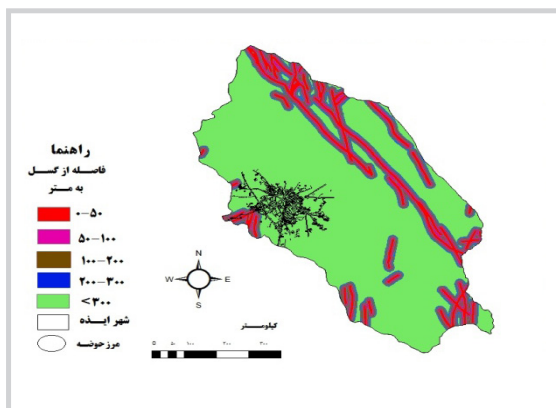 راهنما
فاصله از گسل
به متر
۰-۵۰
۵۰-۱۰۰
۱۰۰-۲۰۰
۲۰۰-۳۰۰
<۳۰۰
شهر ایذه
مرز حوضه
N
W E
S
کیلومتر